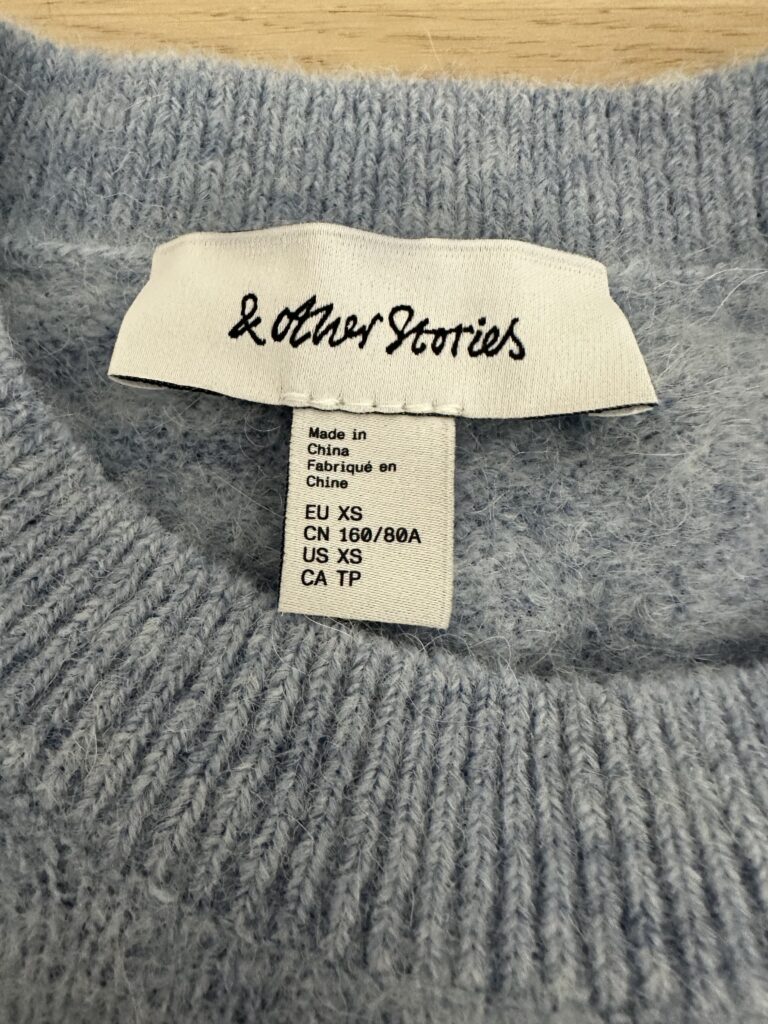 & other Stories
Made in
China
Fabriqué en
Chine
EU XS
CN 160/80A
US XS
CA TP